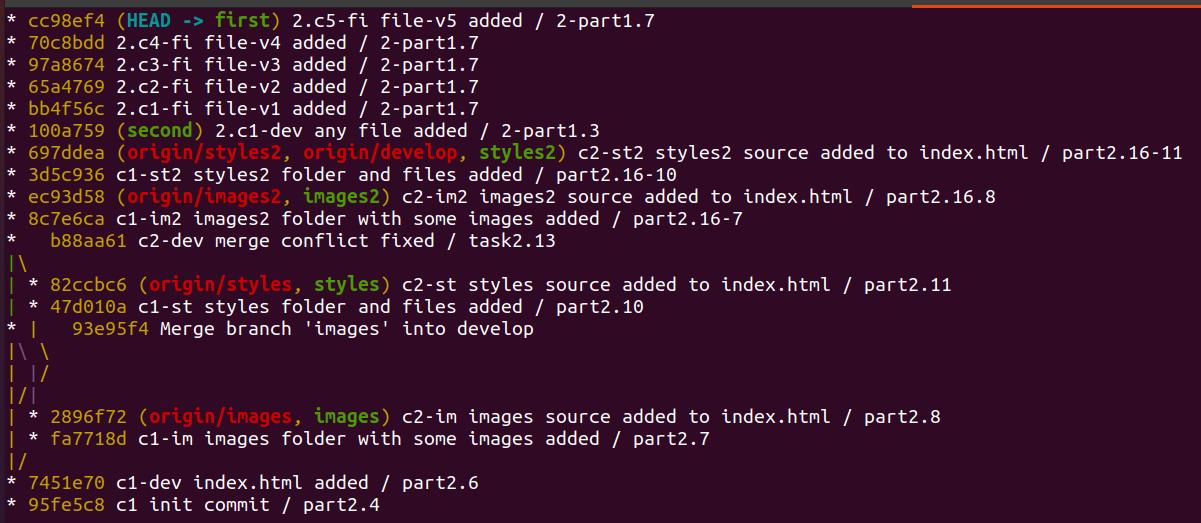 * cc98ef4 (HEAD -> first) 2.c5-fi file-v5 added / 2-part1.7
* 70c8bdd 2.c4-fi file-v4 added / 2-part1.7
* 97a8674 2.c3-fi file-v3 added / 2-part1.7
* 65a4769 2.c2-fi file-v2 added / 2-part1.7
* bb4f56c 2.c1-fi file-v1 added / 2-part1.7
* 100a759 (second) 2.c1-dev any file added / 2-part1.3
* 697ddea (origin/styles2, origin/develop, styles2) c2-st2 styles2 source added to index.html / part2.16-11
* 3d5c936 c1-st2 styles2 folder and files added / part2.16-10
* ec93d58 (origin/images2, images2) c2-im2 images2 source added to index.html / part2.16.8
* 8c7e6ca c1-im2 images2 folder with some images added / part2.16-7
*   b88aa61 c2-dev merge conflict fixed / task2.13
|\
| * 82ccbc6 (origin/styles, styles) c2-st styles source added to index.html / part2.11
| * 47d010a c1-st styles folder and files added / part2.10
* |   93e95f4 Merge branch 'images' into develop
|\ \
| |/
|/|
| * 2896f72 (origin/images, images) c2-im images source added to index.html / part2.8
| * fa7718d c1-im images folder with some images added / part2.7
|/
* 7451e70 c1-dev index.html added / part2.6
* 95fe5c8 c1 init commit / part2.4